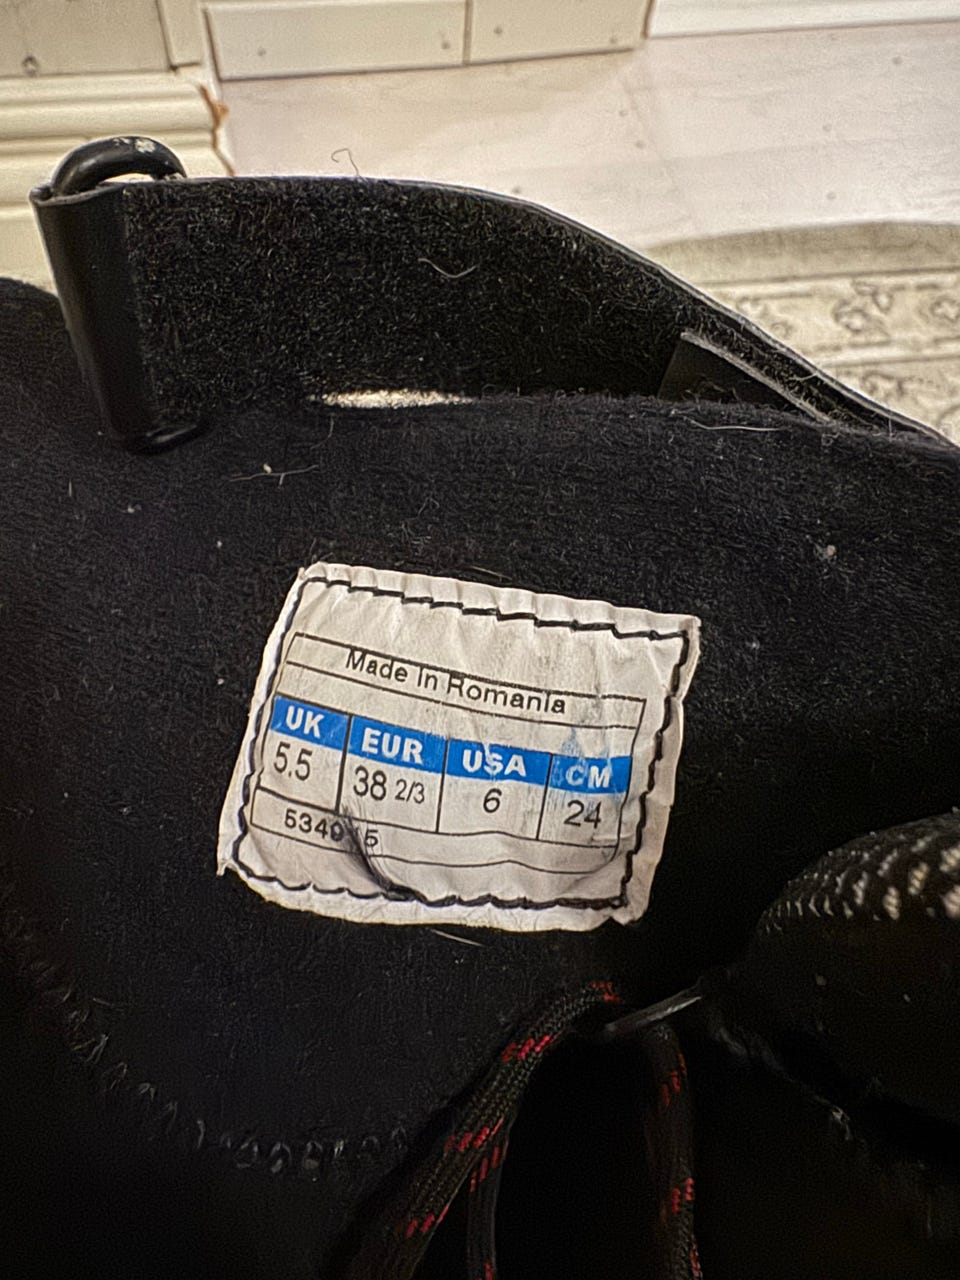 Made in Romania
UK EUR USA CM
5.5 38 2/3 6 24